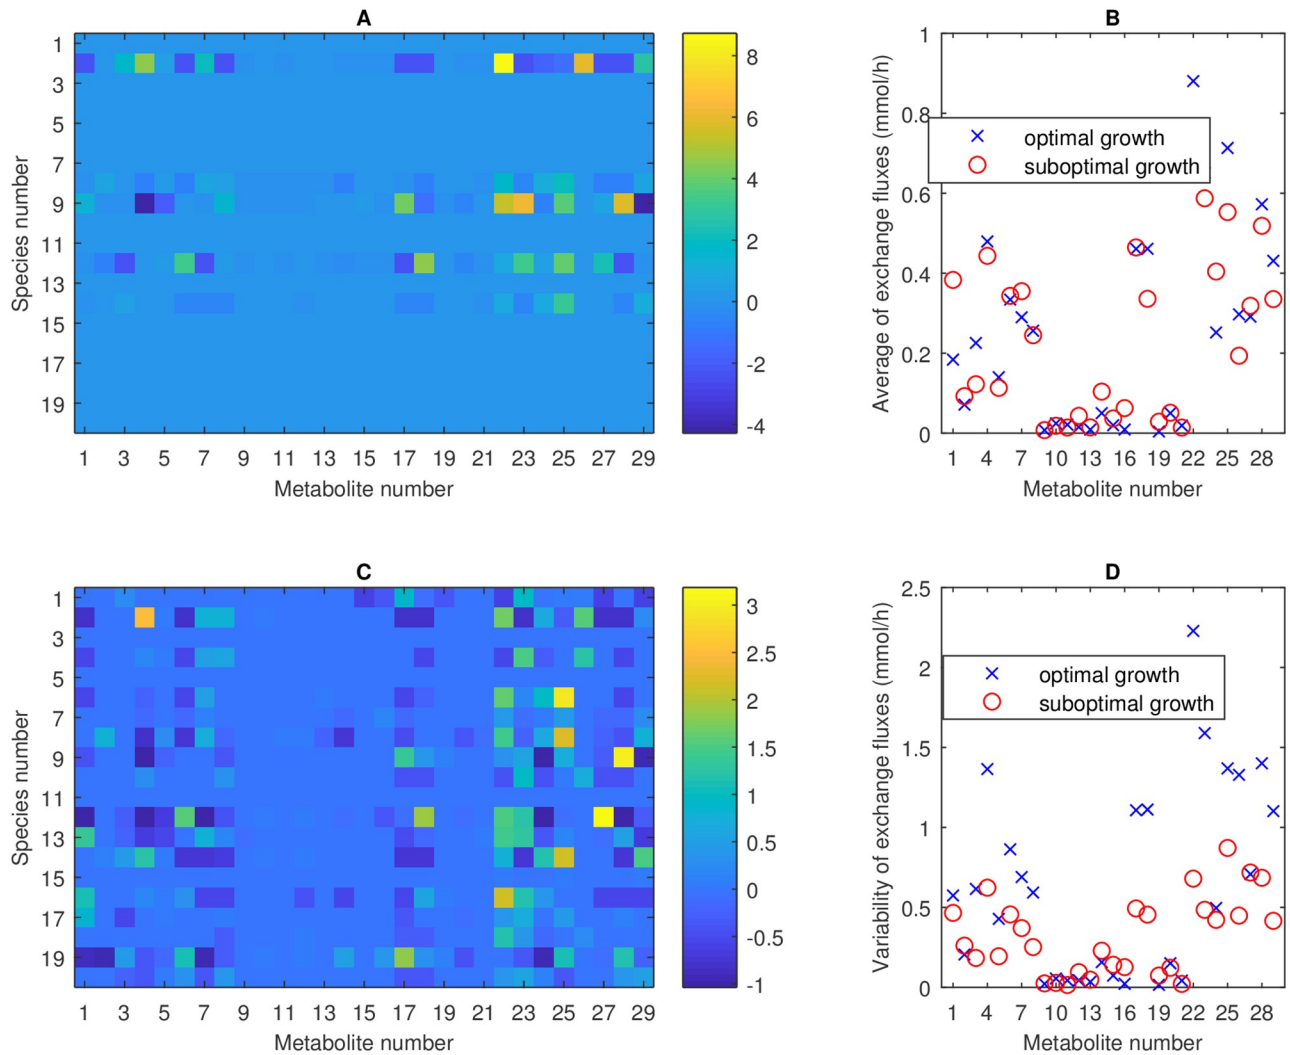 A
Species number
1
3
5
7
9
11
13
15
17
19
1 3 5 7 9 11 13 15 17 19 21 23 25 27 29
Metabolite number
8
6
4
2
0
-2
-4
B
Average of exchange fluxes (mmol/h)
1
0.8
0.6
0.4
0.2
0
optimal growth
suboptimal growth
1 4 7 10 13 16 19 22 25 28
Metabolite number
C
Species number
1
3
5
7
9
11
13
15
17
19
1 3 5 7 9 11 13 15 17 19 21 23 25 27 29
Metabolite number
3
2.5
2
1.5
1
0.5
0
-0.5
-1
D
Variability of exchange fluxes (mmol/h)
2.5
2
1.5
1
0.5
0
optimal growth
suboptimal growth
1 4 7 10 13 16 19 22 25 28
Metabolite number